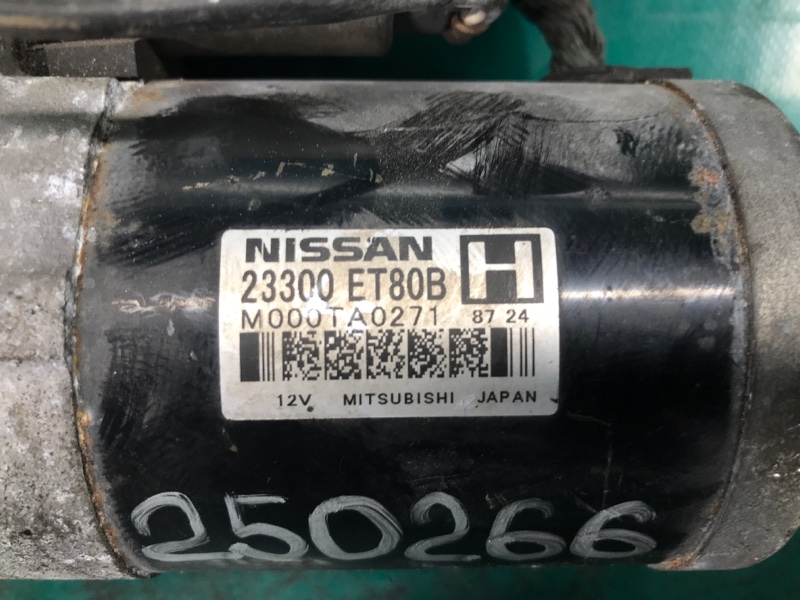 NISSAN H
23300 ET80B
M000TA0271 87 24
12V MITSUBISHI JAPAN
250266